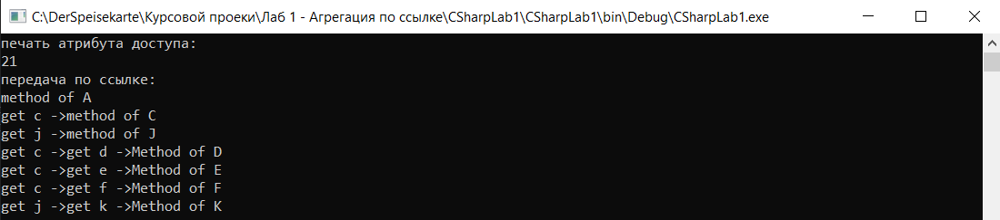 C:\DerSpeisekarte\Курсовой проеки\Лаб 1 - Агрегация по ссылке\CSharpLab1\CSharpLab1\bin\Debug\CSharpLab1.exe
печать атрибута доступа:
21
передача по ссылке:
method of A
get c ->method of C
get j ->method of J
get c ->get d ->Method of D
get c ->get e ->Method of E
get c ->get f ->Method of F
get j ->get k ->Method of K